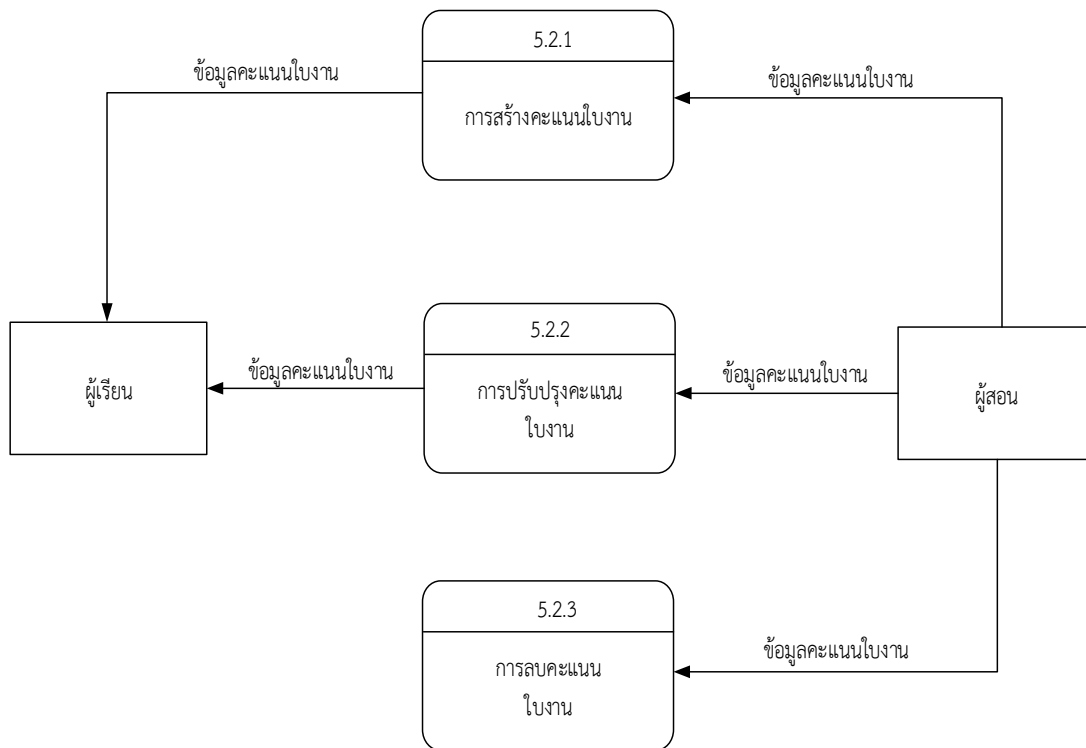 5.2.1
ข้อมูลคะแนนใบงาน
ข้อมูลคะแนนใบงาน
การสร้างคะแนนใบงาน
5.2.2
ผู้เรียน
ข้อมูลคะแนนใบงาน
การปรับปรุงคะแนน
ใบงาน
ข้อมูลคะแนนใบงาน
ผู้สอน
5.2.3
ข้อมูลคะแนนใบงาน
การลบคะแนน
ใบงาน